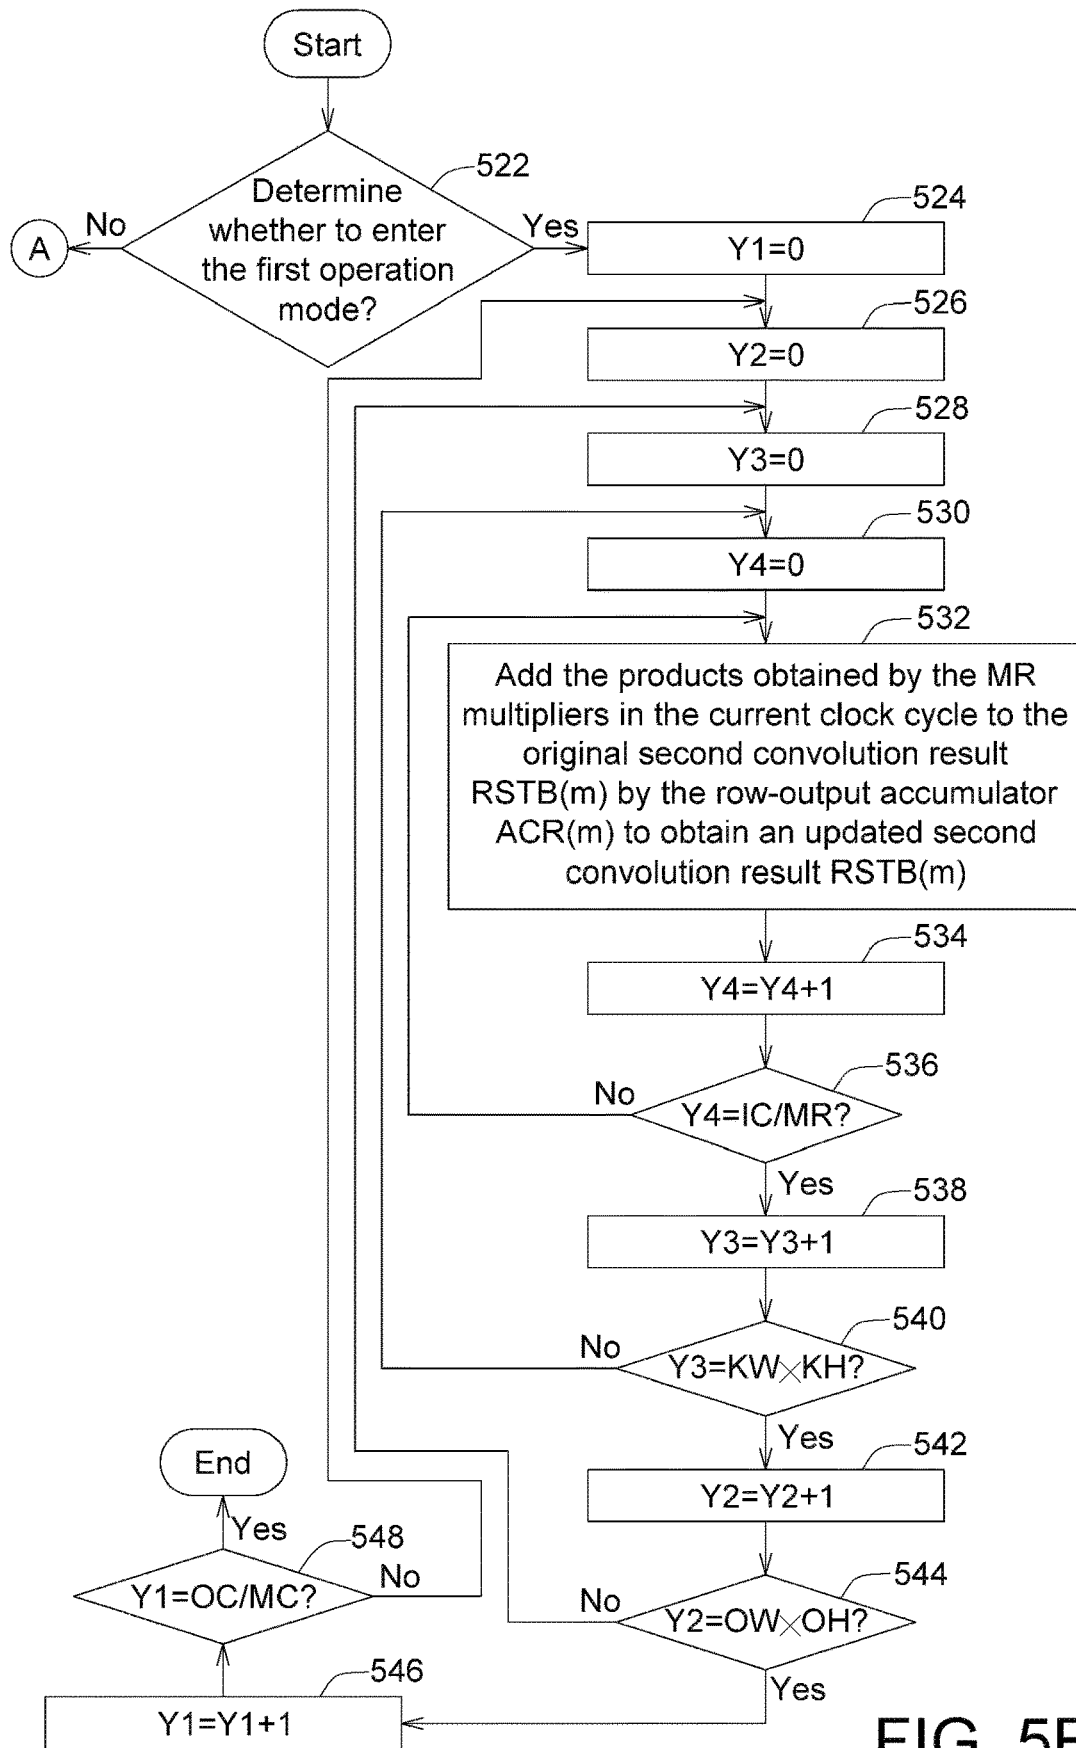 Start
522
Determine
whether to enter
the first operation
mode?
No
A
Yes
524
Y1=0
526
Y2=0
528
Y3=0
530
Y4=0
532
Add the products obtained by the MR
multipliers in the current clock cycle to the
original second convolution result
RSTB(m) by the row-output accumulator
ACR(m) to obtain an updated second
convolution result RSTB(m)
534
Y4=Y4+1
536
Y4=IC/MR?
No
Yes
538
Y3=Y3+1
540
Y3=KW×KH?
No
Yes
542
Y2=Y2+1
544
Y2=OW×OH?
No
Yes
546
Y1=Y1+1
548
Y1=OC/MC?
No
Yes
End
FIG. 5B